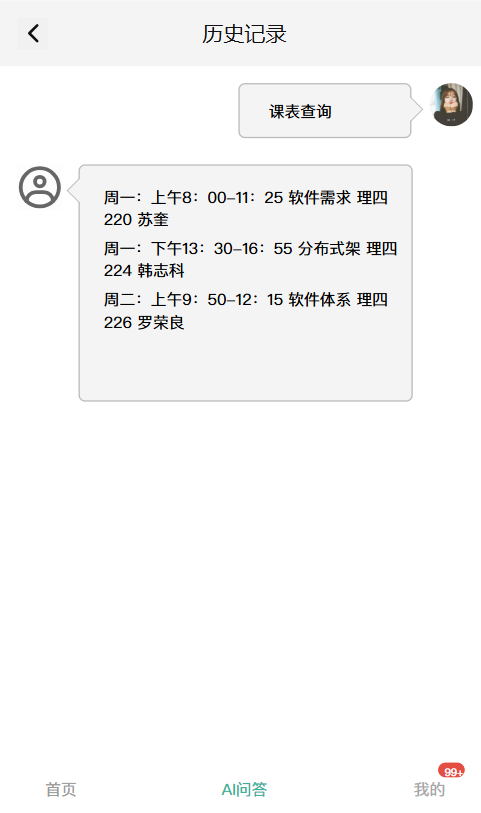 历史记录
课表查询
周一：上午8：00-11：25 软件需求 理四
220 苏奎
周一：下午13：30-16：55 分布式架 理四
224 韩志科
周二：上午9：50-12：15 软件体系 理四
226 罗荣良
99+
首页
AI问答
我的